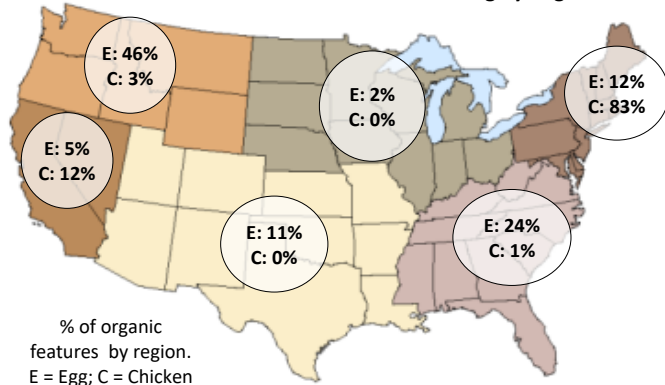 E: 46%
C: 3%
E: 2%
C: 0%
E: 12%
C: 83%
E: 5%
C: 12%
E: 11%
C: 0%
E: 24%
C: 1%
% of organic
features by region.
E = Egg; C = Chicken